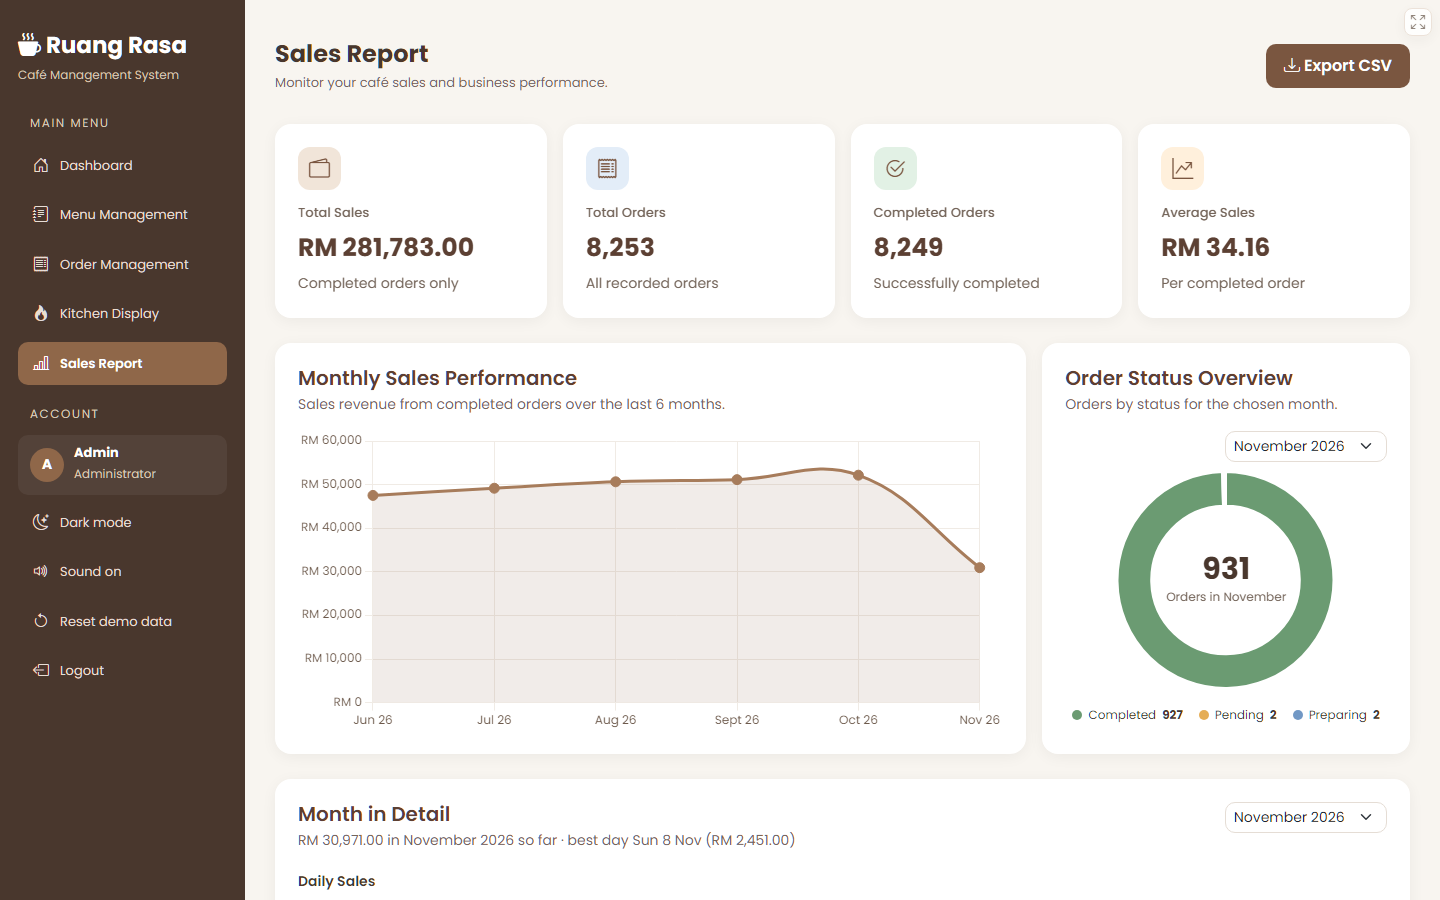 Ruang Rasa
Café Management System
MAIN MENU
Dashboard
Menu Management
Order Management
Kitchen Display
Sales Report
ACCOUNT
A
Admin
Administrator
Dark mode
Sound on
Reset demo data
Logout
Sales Report
Monitor your café sales and business performance.
Export CSV
Total Sales
RM 281,783.00
Completed orders only
Total Orders
8,253
All recorded orders
Completed Orders
8,249
Successfully completed
Average Sales
RM 34.16
Per completed order
Monthly Sales Performance
Sales revenue from completed orders over the last 6 months.
RM 60,000
RM 50,000
RM 40,000
RM 30,000
RM 20,000
RM 10,000
RM 0
Jun 26 Jul 26 Aug 26 Sept 26 Oct 26 Nov 26
Order Status Overview
Orders by status for the chosen month.
November 2026
931
Orders in November
Completed 927 Pending 2 Preparing 2
Month in Detail
RM 30,971.00 in November 2026 so far · best day Sun 8 Nov (RM 2,451.00)
November 2026
Daily Sales